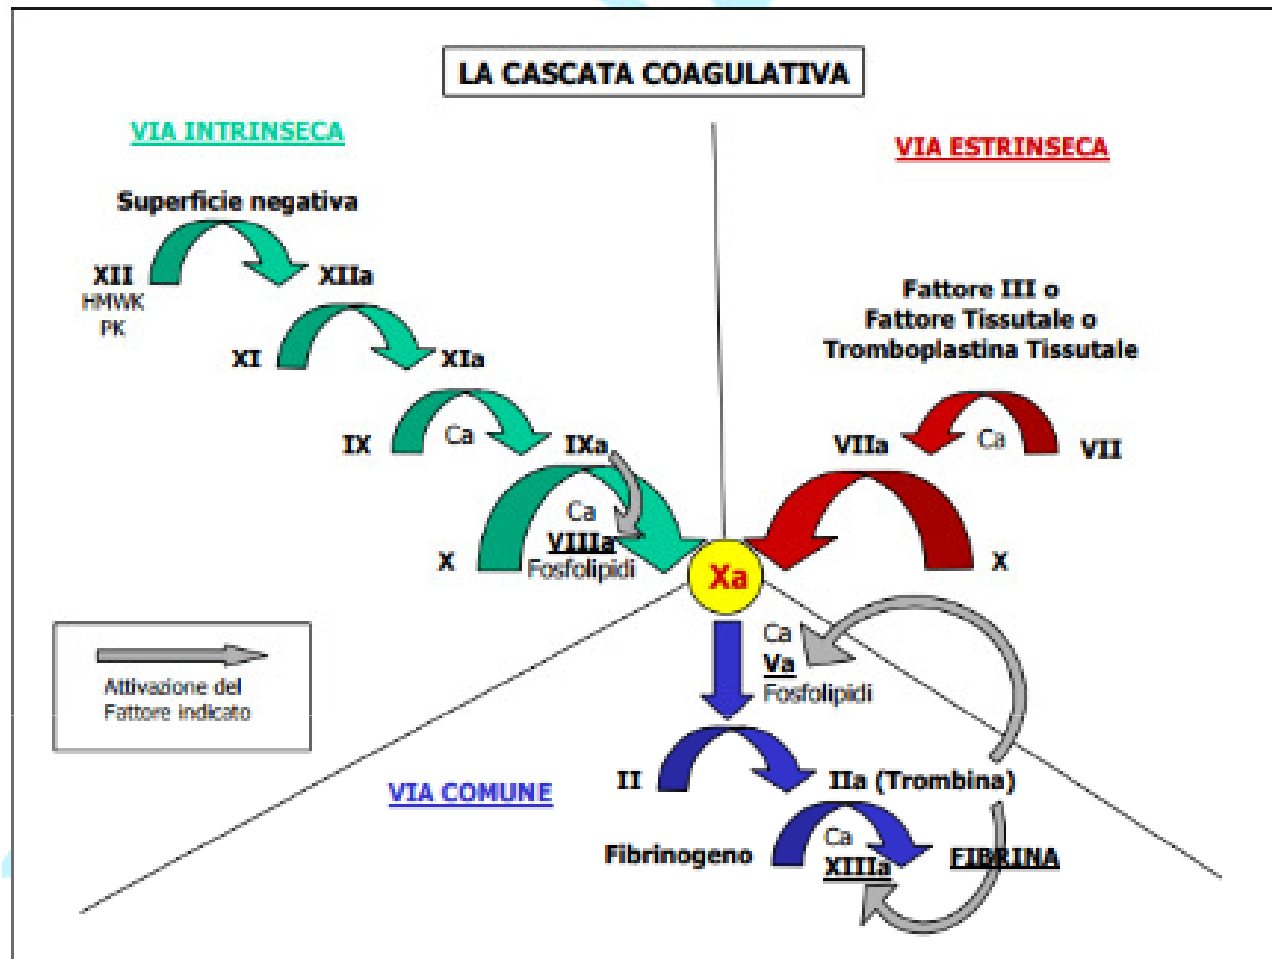 LA CASCATA COAGULATIVA
VIA INTRINSECA
VIA ESTRINSECA
Superficie negativa
XII
HMWK
PK
XIIa
XI
XIa
IX
Ca
IXa
X
Ca
VIIIa
Fosfolipidi
Fattore III o
Fattore Tissutale o
Tromboplastina Tissutale
VIIa
Ca
VII
X
Xa
Ca
Va
Fosfolipidi
Attivazione del
Fattore indicato
VIA COMUNE
II
IIa (Trombina)
Fibrinogeno
Ca
XIIIa
FIBRINA